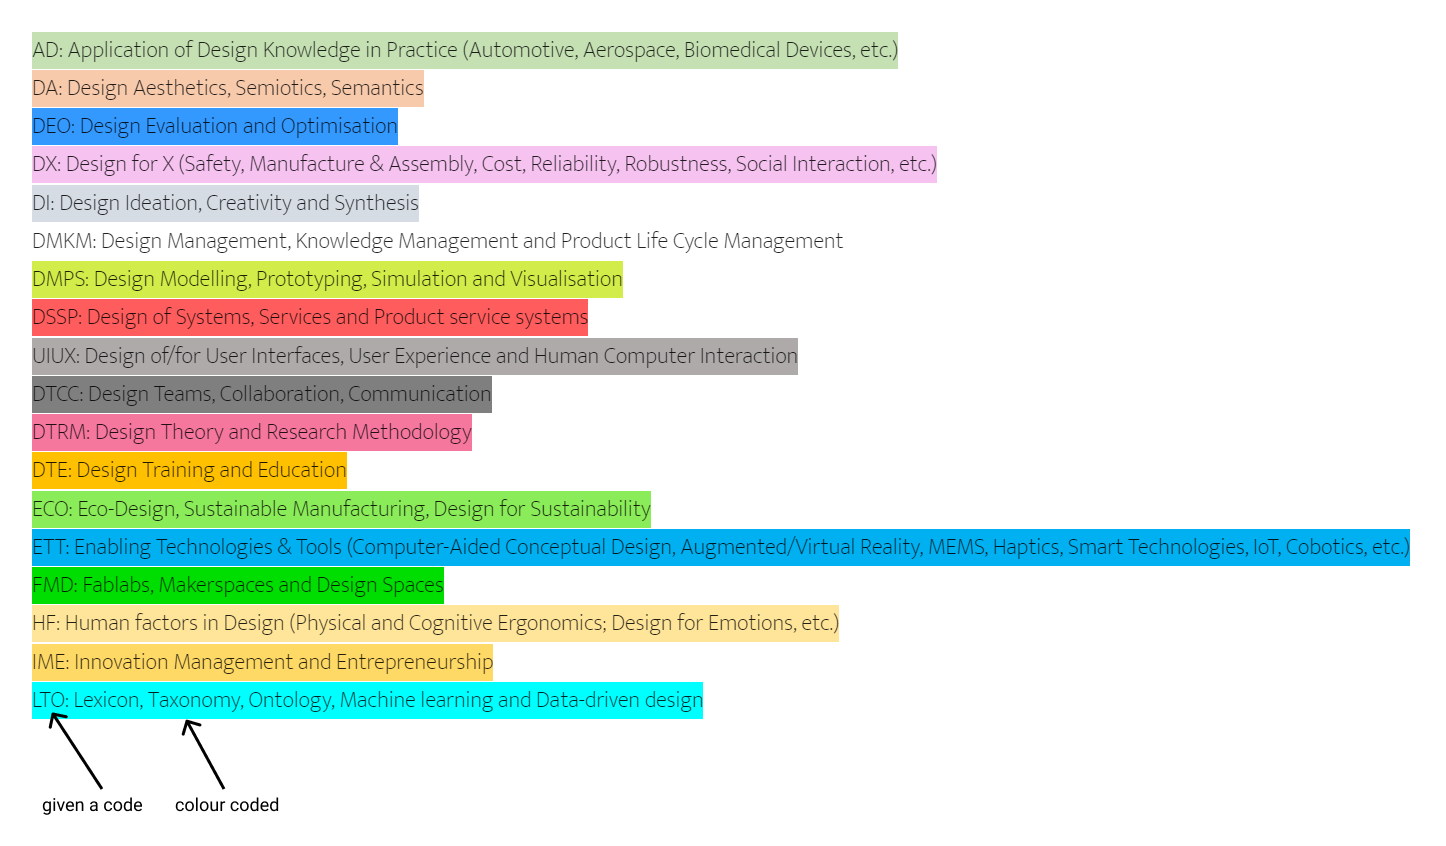 AD: Application of Design Knowledge in Practice (Automotive, Aerospace, Biomedical Devices, etc.)
DA: Design Aesthetics, Semiotics, Semantics
DEO: Design Evaluation and Optimisation
DX: Design for X (Safety, Manufacture & Assembly, Cost, Reliability, Robustness, Social Interaction, etc.)
DI: Design Ideation, Creativity and Synthesis
DMKM: Design Management, Knowledge Management and Product Life Cycle Management
DMPS: Design Modelling, Prototyping, Simulation and Visualisation
DSSP: Design of Systems, Services and Product service systems
UIUX: Design of/for User Interfaces, User Experience and Human Computer Interaction
DTCC: Design Teams, Collaboration, Communication
DTRM: Design Theory and Research Methodology
DTE: Design Training and Education
ECO: Eco-Design, Sustainable Manufacturing, Design for Sustainability
ETT: Enabling Technologies & Tools (Computer-Aided Conceptual Design, Augmented/Virtual Reality, MEMS, Haptics, Smart Technologies, IoT, Cobotics, etc.)
FMD: Fablabs, Makerspaces and Design Spaces
HF: Human factors in Design (Physical and Cognitive Ergonomics; Design for Emotions, etc.)
IME: Innovation Management and Entrepreneurship
LTO: Lexicon, Taxonomy, Ontology, Machine learning and Data-driven design
given a code colour coded